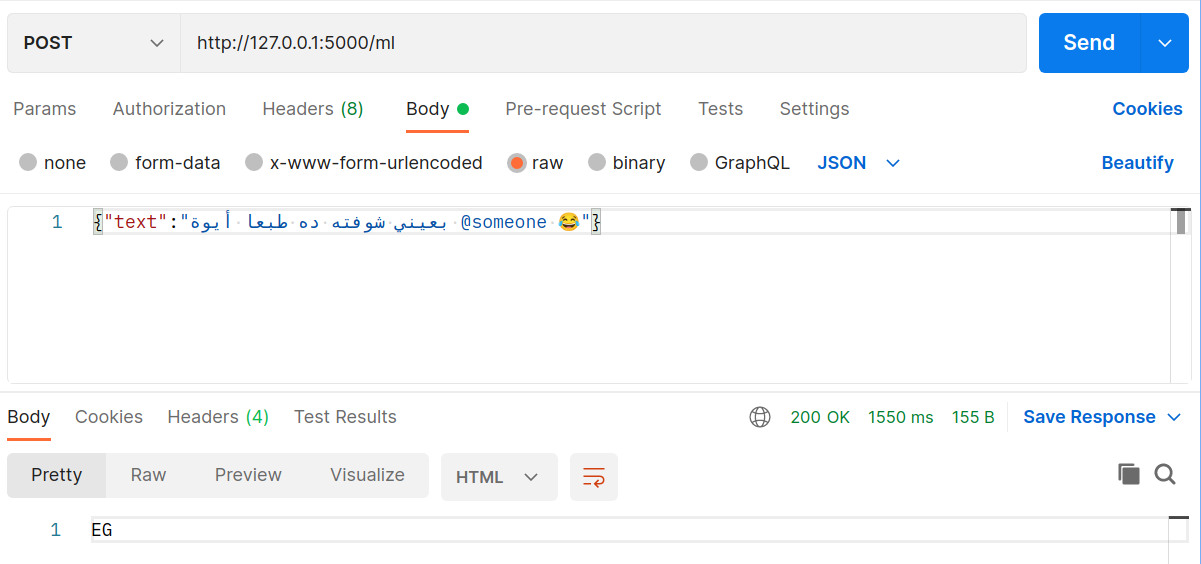 POST
http://127.0.0.1:5000/ml
Send
Params
Authorization
Headers (8)
Body
Pre-request Script
Tests
Settings
Cookies
none
form-data
x-www-form-urlencoded
raw
binary
GraphQL
JSON
Beautify
1 {"text":"أيوة طبعا ده شوفته بعيني @someone 😂"}
Body
Cookies
Headers (4)
Test Results
200 OK
1550 ms
155 B
Save Response
Pretty
Raw
Preview
Visualize
HTML
1 EG